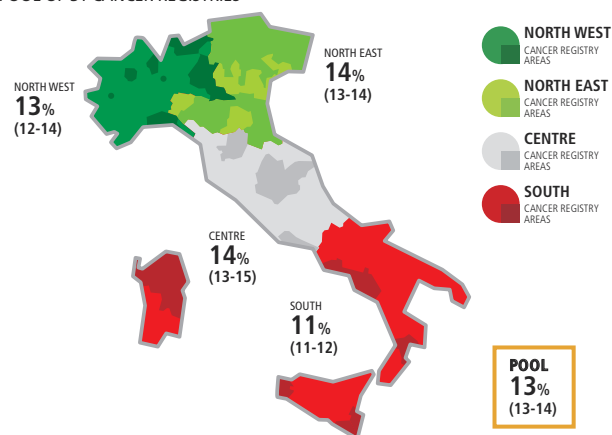 NORTH WEST
CANCER REGISTRY
AREAS
NORTH EAST
CANCER REGISTRY
AREAS
CENTRE
CANCER REGISTRY
AREAS
SOUTH
CANCER REGISTRY
AREAS
NORTH EAST
14%
(13-14)
NORTH WEST
13%
(12-14)
CENTRE
14%
(13-15)
SOUTH
11%
(11-12)
POOL
13%
(13-14)